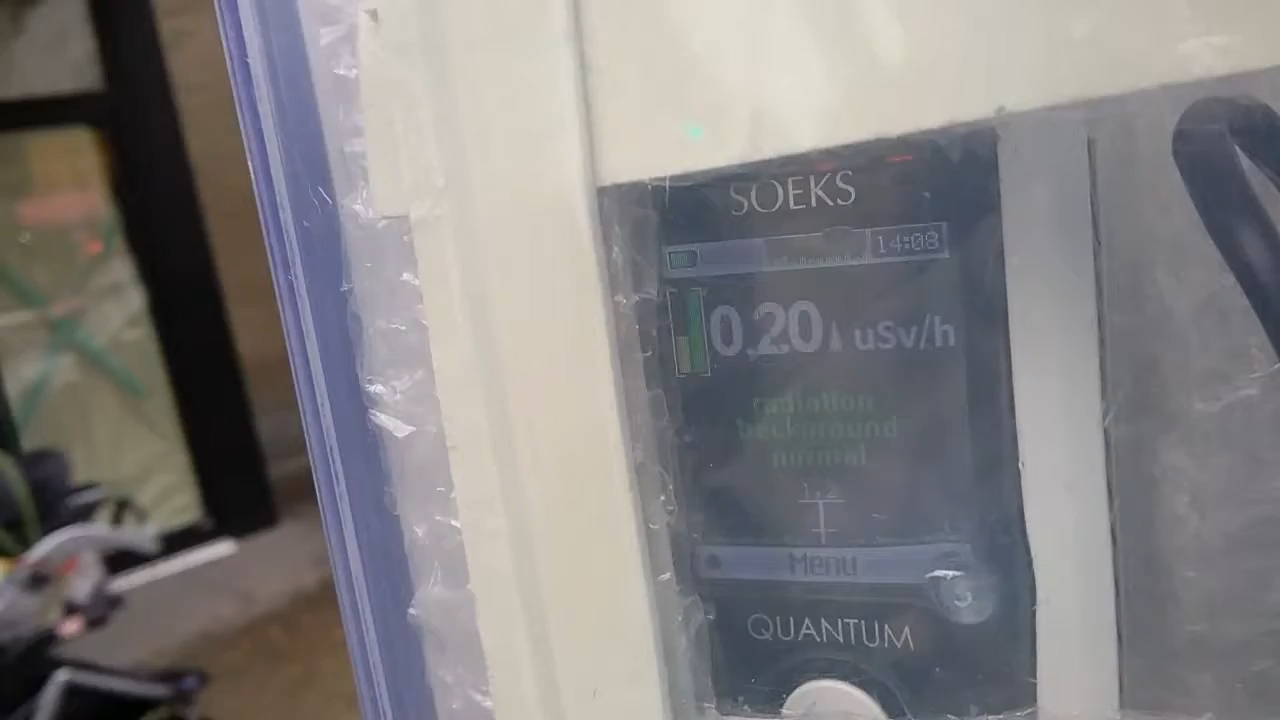 SOEKS
14:08
0.20 uSv/h
radiation
background
normal
Menu
QUANTUM